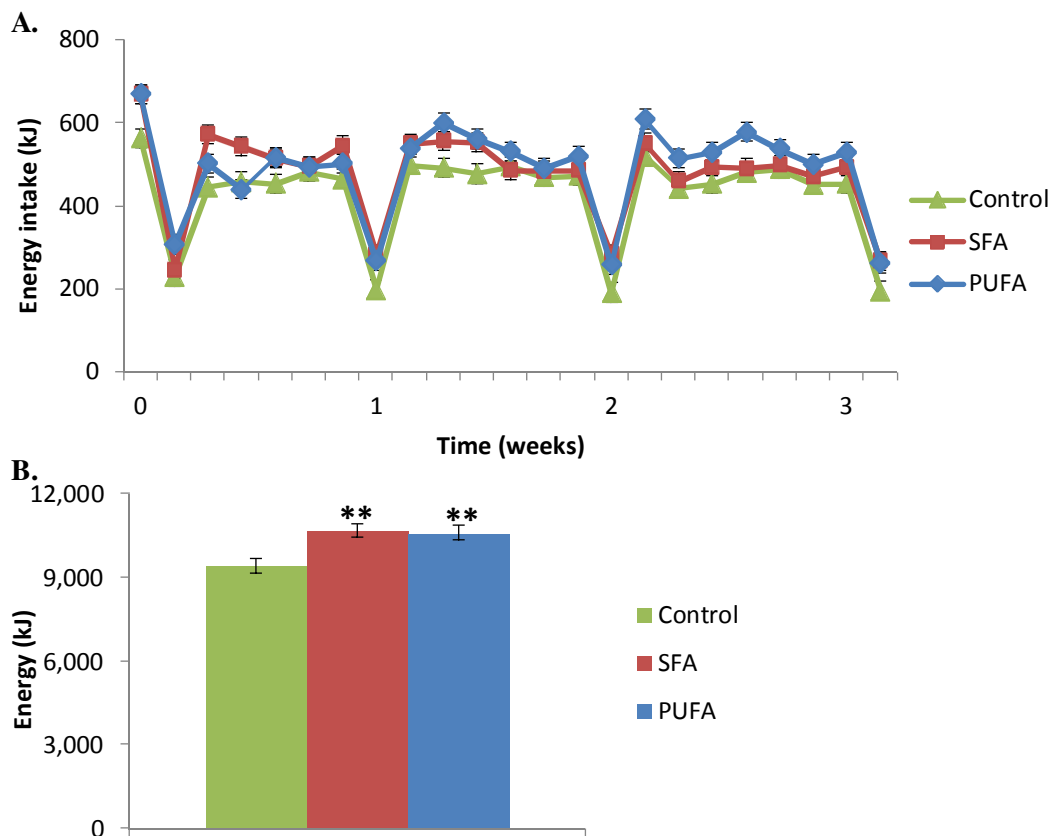 A.
800
600
400
200
0
Energy intake (kJ)
0 1 2 3
Time (weeks)
Control
SFA
PUFA
B.
12,000
9,000
6,000
3,000
0
Energy (kJ)
** **
Control
SFA
PUFA